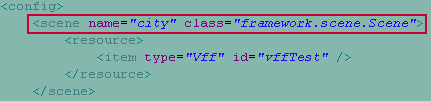 <config>
<scene name="city" class="framework.scene.Scene">
<resource>
<item type="Vff" id="vffTest" />
</resource>
</scene>